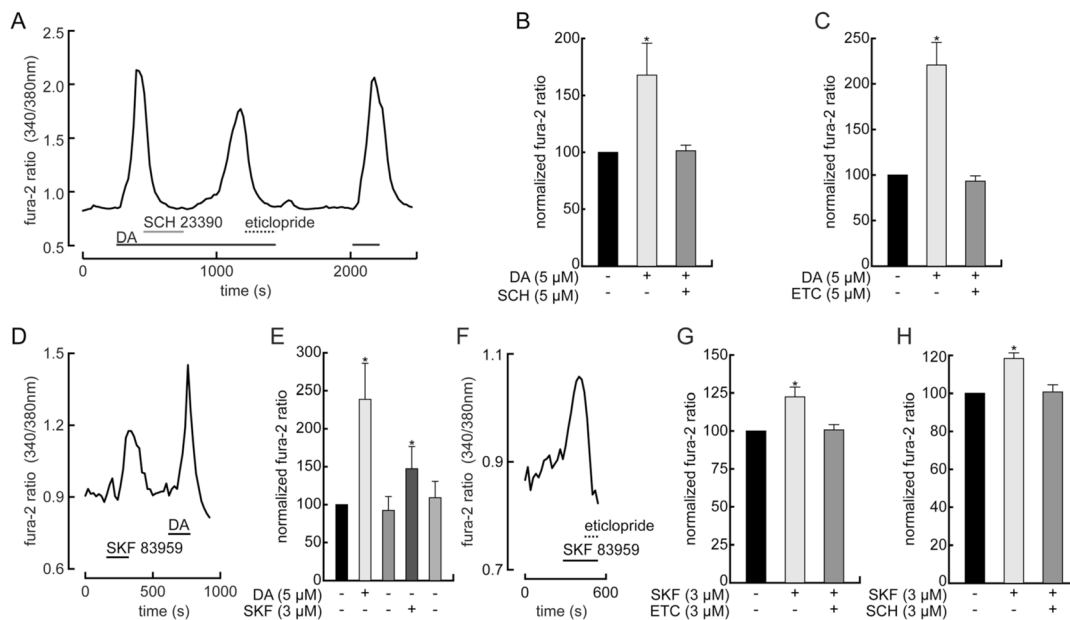 A
fura-2 ratio (340/380nm)
2.5
2.0
1.5
1.0
0.5
SCH 23390
eticlopride
DA
0
1000
2000
time (s)
B
normalized fura-2 ratio
200
150
100
50
0
*
DA (5 µM) - + +
SCH (5 µM) - - +
C
normalized fura-2 ratio
250
200
150
100
50
0
*
DA (5 µM) - + +
ETC (5 µM) - - +
D
fura-2 ratio (340/380nm)
1.5
1.2
0.9
0.6
DA
SKF 83959
0
500
1000
time (s)
E
normalized fura-2 ratio
300
250
200
150
100
50
0
*
*
DA (5 µM) - + - - -
SKF (3 µM) - - - + -
F
fura-2 ratio (340/380nm)
1.1
0.9
0.7
eticlopride
SKF 83959
0
600
time (s)
G
normalized fura-2 ratio
150
125
100
75
50
25
0
*
SKF (3 µM) - + +
ETC (3 µM) - - +
H
normalized fura-2 ratio
120
100
80
60
40
20
0
*
SKF (3 µM) - + +
SCH (3 µM) - - +